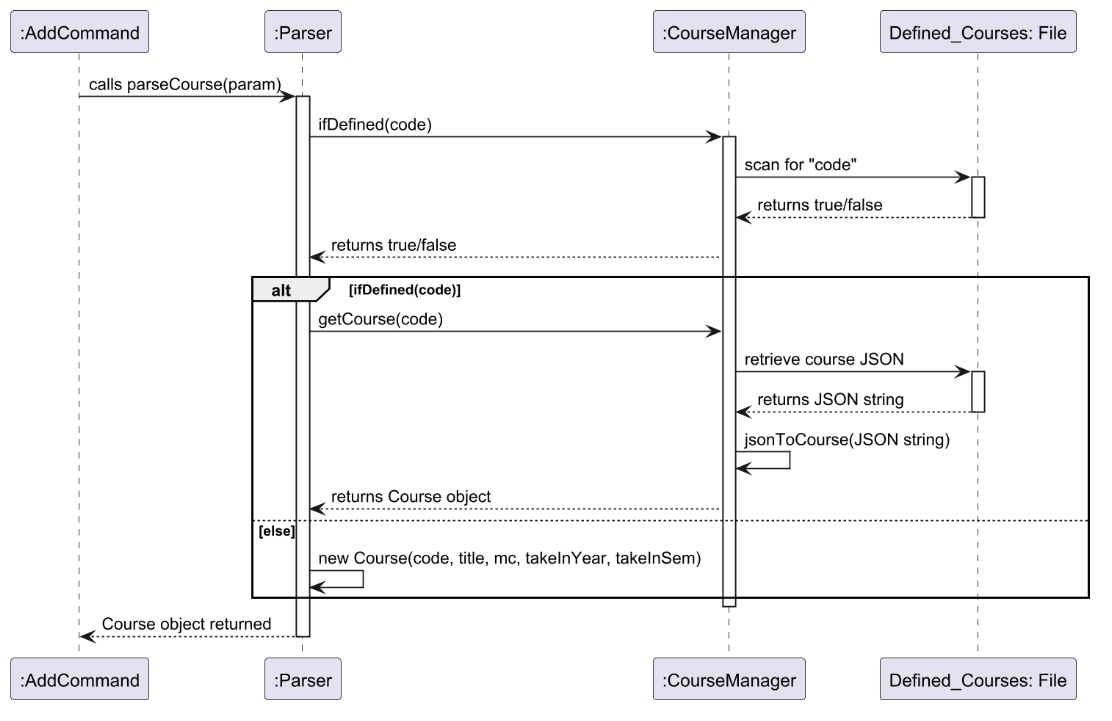 :AddCommand
:Parser
:CourseManager
Defined_Courses: File
calls parseCourse(param)
ifDefined(code)
scan for "code"
returns true/false
returns true/false
alt
[ifDefined(code)]
getCourse(code)
retrieve course JSON
returns JSON string
jsonToCourse(JSON string)
returns Course object
[else]
new Course(code, title, mc, takeInYear, takeInSem)
Course object returned
:AddCommand
:Parser
:CourseManager
Defined_Courses: File